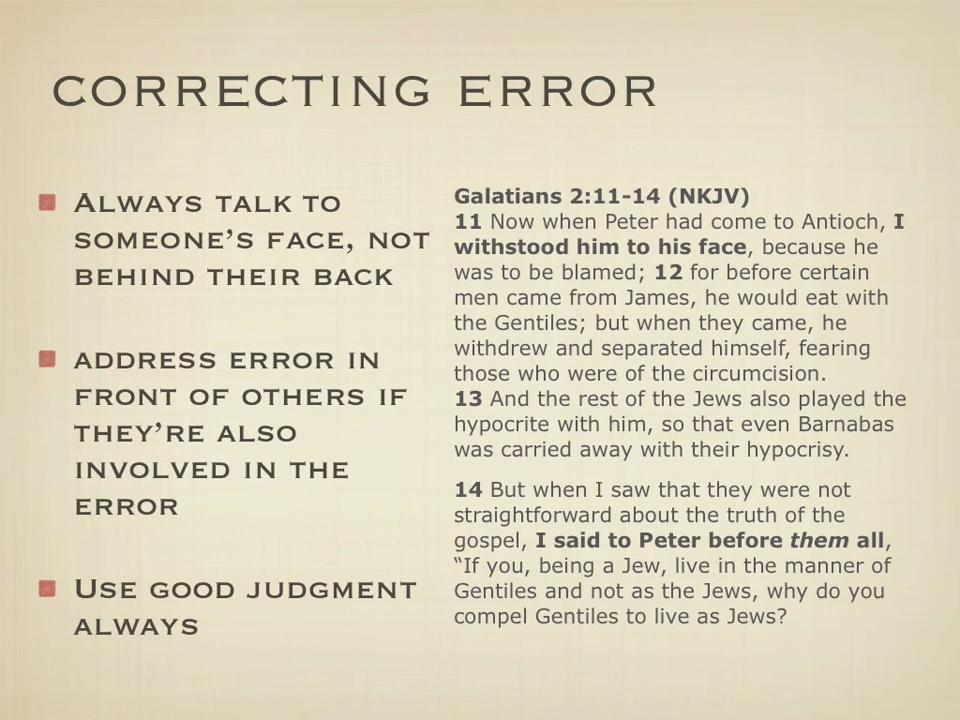 CORRECTING ERROR
ALWAYS TALK TO
SOMEONE’S FACE, NOT
BEHIND THEIR BACK
ADDRESS ERROR IN
FRONT OF OTHERS IF
THEY’RE ALSO
INVOLVED IN THE
ERROR
USE GOOD JUDGMENT
ALWAYS
Galatians 2:11-14 (NKJV)
11 Now when Peter had come to Antioch, I
withstood him to his face, because he
was to be blamed; 12 for before certain
men came from James, he would eat with
the Gentiles; but when they came, he
withdrew and separated himself, fearing
those who were of the circumcision.
13 And the rest of the Jews also played the
hypocrite with him, so that even Barnabas
was carried away with their hypocrisy.
14 But when I saw that they were not
straightforward about the truth of the
gospel, I said to Peter before them all,
“If you, being a Jew, live in the manner of
Gentiles and not as the Jews, why do you
compel Gentiles to live as Jews?